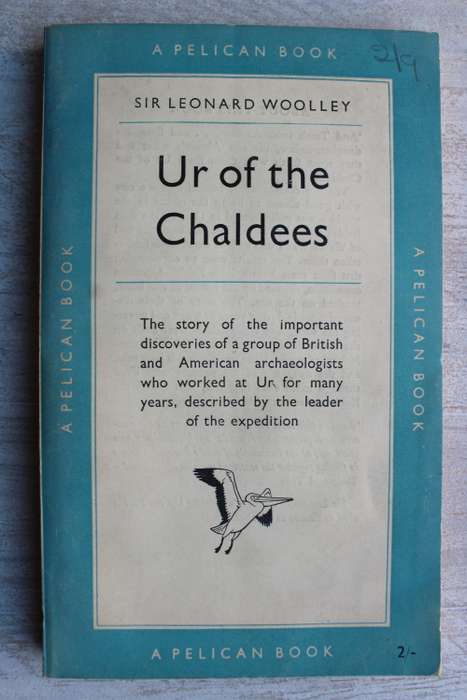 A PELICAN BOOK
2/9
SIR LEONARD WOOLLEY
Ur of the
Chaldees
The story of the important
discoveries of a group of British
and American archaeologists
who worked at Ur for many
years, described by the leader
of the expedition
A PELICAN BOOK
A PELICAN BOOK
A PELICAN BOOK
2/-